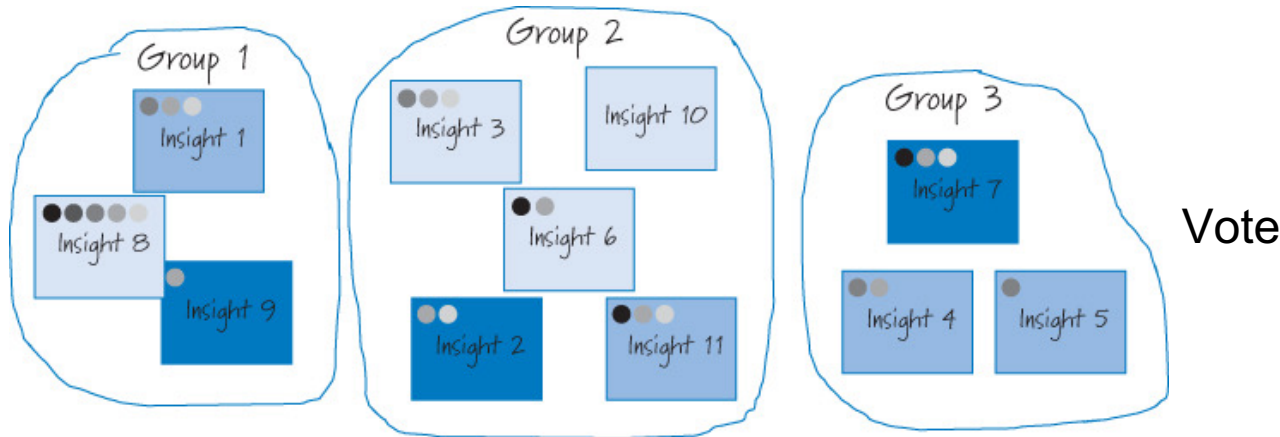 Group 1
Insight 1
Insight 8
Insight 9
Group 2
Insight 3
Insight 10
Insight 6
Insight 2
Insight 11
Group 3
Insight 7
Insight 4
Insight 5
Vote